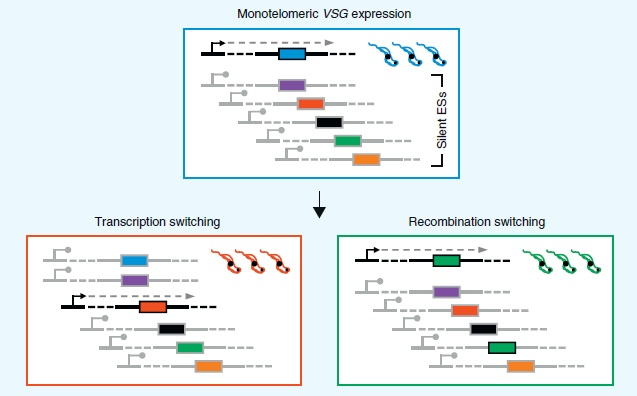 Monotelomeric VSG expression
Silent ESs
Transcription switching
Recombination switching